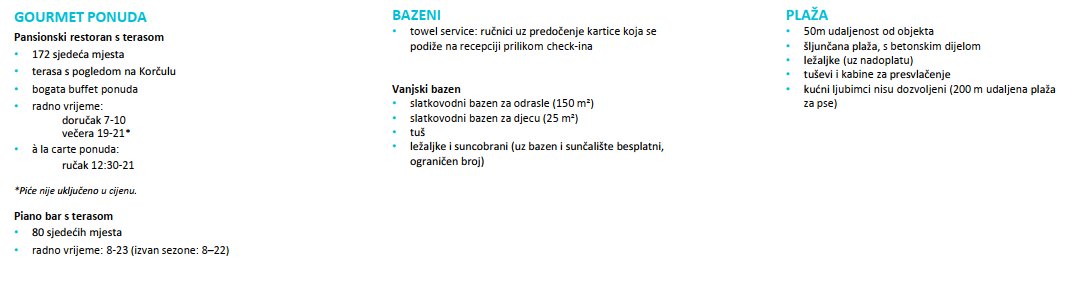 GOURMET PONUDA
Pansionski restoran s terasom
• 172 sjedeća mjesta
• terasa s pogledom na Korčulu
• bogata buffet ponuda
• radno vrijeme:
doručak 7-10
večera 19-21*
• à la carte ponuda:
ručak 12:30-21
*Piće nije uključeno u cijenu.
Piano bar s terasom
• 80 sjedećih mjesta
• radno vrijeme: 8-23 (izvan sezone: 8–22)
BAZENI
• towel service: ručnici uz predočenje kartice koja se
podiže na recepciji prilikom check-ina
Vanjski bazen
• slatkovodni bazen za odrasle (150 m²)
• slatkovodni bazen za djecu (25 m²)
• tuš
• ležaljke i suncobrani (uz bazen i sunčalište besplatni,
ograničen broj)
PLAŽA
• 50m udaljenost od objekta
• šljunčana plaža, s betonskim dijelom
• ležaljke (uz nadoplatu)
• tuševi i kabine za presvlačenje
• kućni ljubimci nisu dozvoljeni (200 m udaljena plaža
za pse)